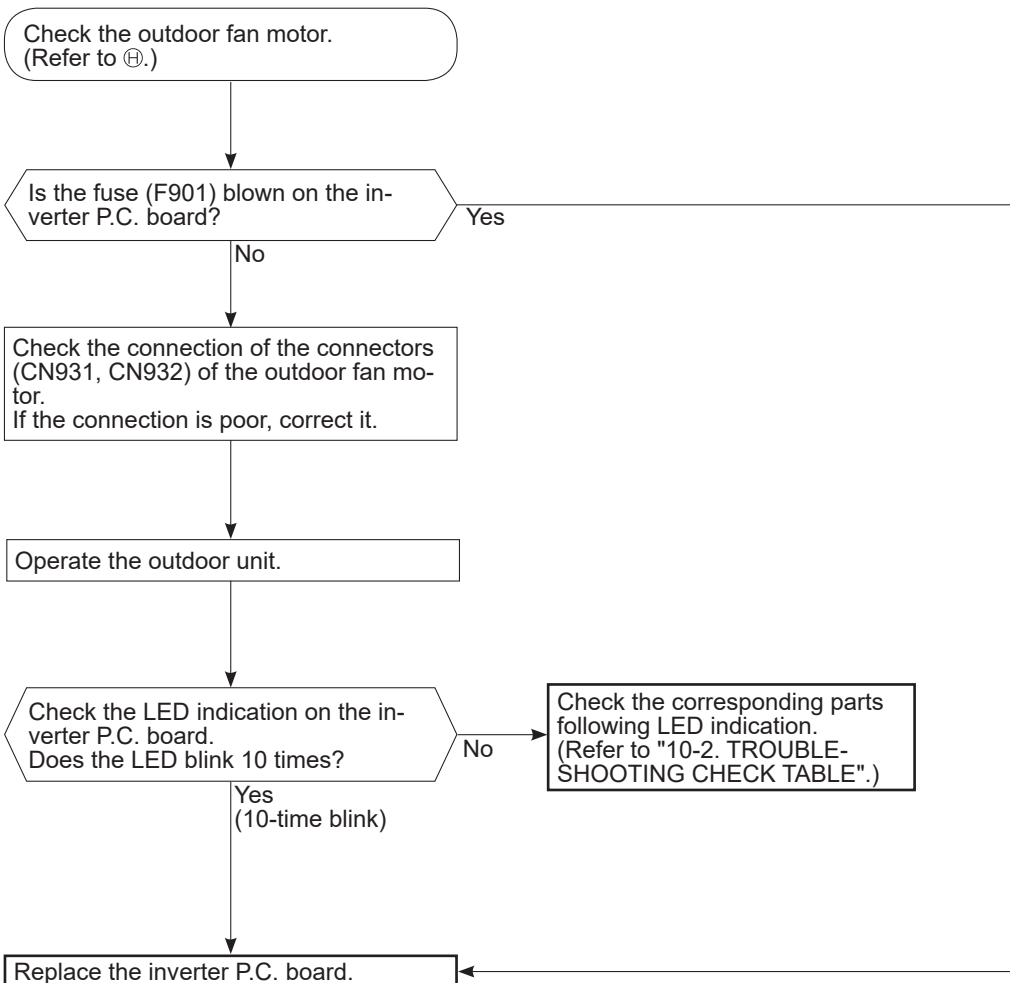 Check the outdoor fan motor.
(Refer to Ⓗ.)
Is the fuse (F901) blown on the in-
verter P.C. board?
Yes
No
Check the connection of the connectors
(CN931, CN932) of the outdoor fan mo-
tor.
If the connection is poor, correct it.
Operate the outdoor unit.
Check the LED indication on the in-
verter P.C. board.
Does the LED blink 10 times?
No
Check the corresponding parts
following LED indication.
(Refer to "10-2. TROUBLE-
SHOOTING CHECK TABLE".)
Yes
(10-time blink)
Replace the inverter P.C. board.